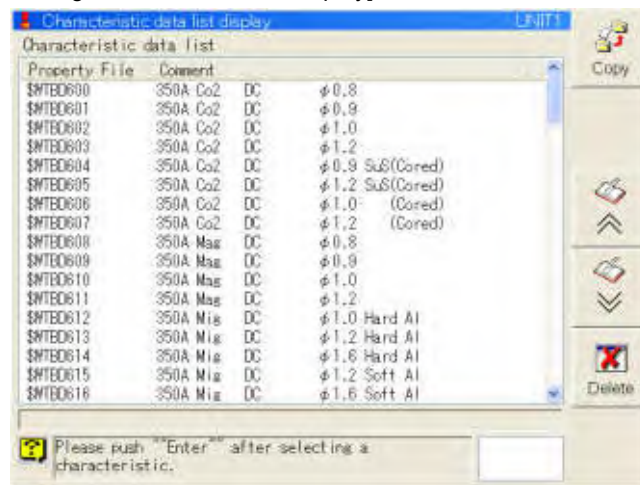 Characteristic data list display UNIT1
Characteristic data list
Copy
Property File Comment
$WTBD600 350A Co2 DC φ0.8
$WTBD601 350A Co2 DC φ0.9
$WTBD602 350A Co2 DC φ1.0
$WTBD603 350A Co2 DC φ1.2
$WTBD604 350A Co2 DC φ0.9 SuS(Cored)
$WTBD605 350A Co2 DC φ1.2 SuS(Cored)
$WTBD606 350A Co2 DC φ1.0 (Cored)
$WTBD607 350A Co2 DC φ1.2 (Cored)
$WTBD608 350A Mag DC φ0.8
$WTBD609 350A Mag DC φ0.9
$WTBD610 350A Mag DC φ1.0
$WTBD611 350A Mag DC φ1.2
$WTBD612 350A Mig DC φ1.0 Hard Al
$WTBD613 350A Mig DC φ1.2 Hard Al
$WTBD614 350A Mig DC φ1.6 Hard Al
$WTBD615 350A Mig DC φ1.2 Soft Al
$WTBD616 350A Mig DC φ1.6 Soft Al
Delete
Please push ""Enter"" after selecting a
characteristic.